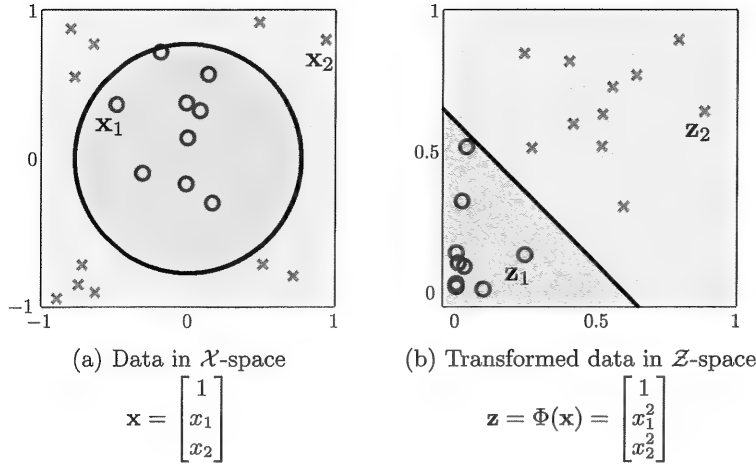 1
0
−1
−1
0
1
x₁
x₂
1
0.5
0
0
0.5
1
z₁
z₂
(a) Data in 𝒳-space
(b) Transformed data in 𝒵-space
x = [1 x₁ x₂]
z = Φ(x) = [1 x₁² x₂²]